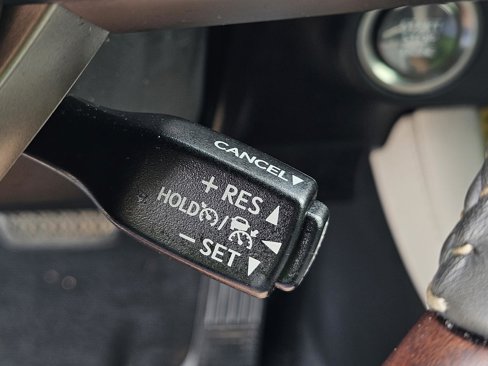 CANCEL▼
+ RES ▲
HOLD / ◀
− SET ▼